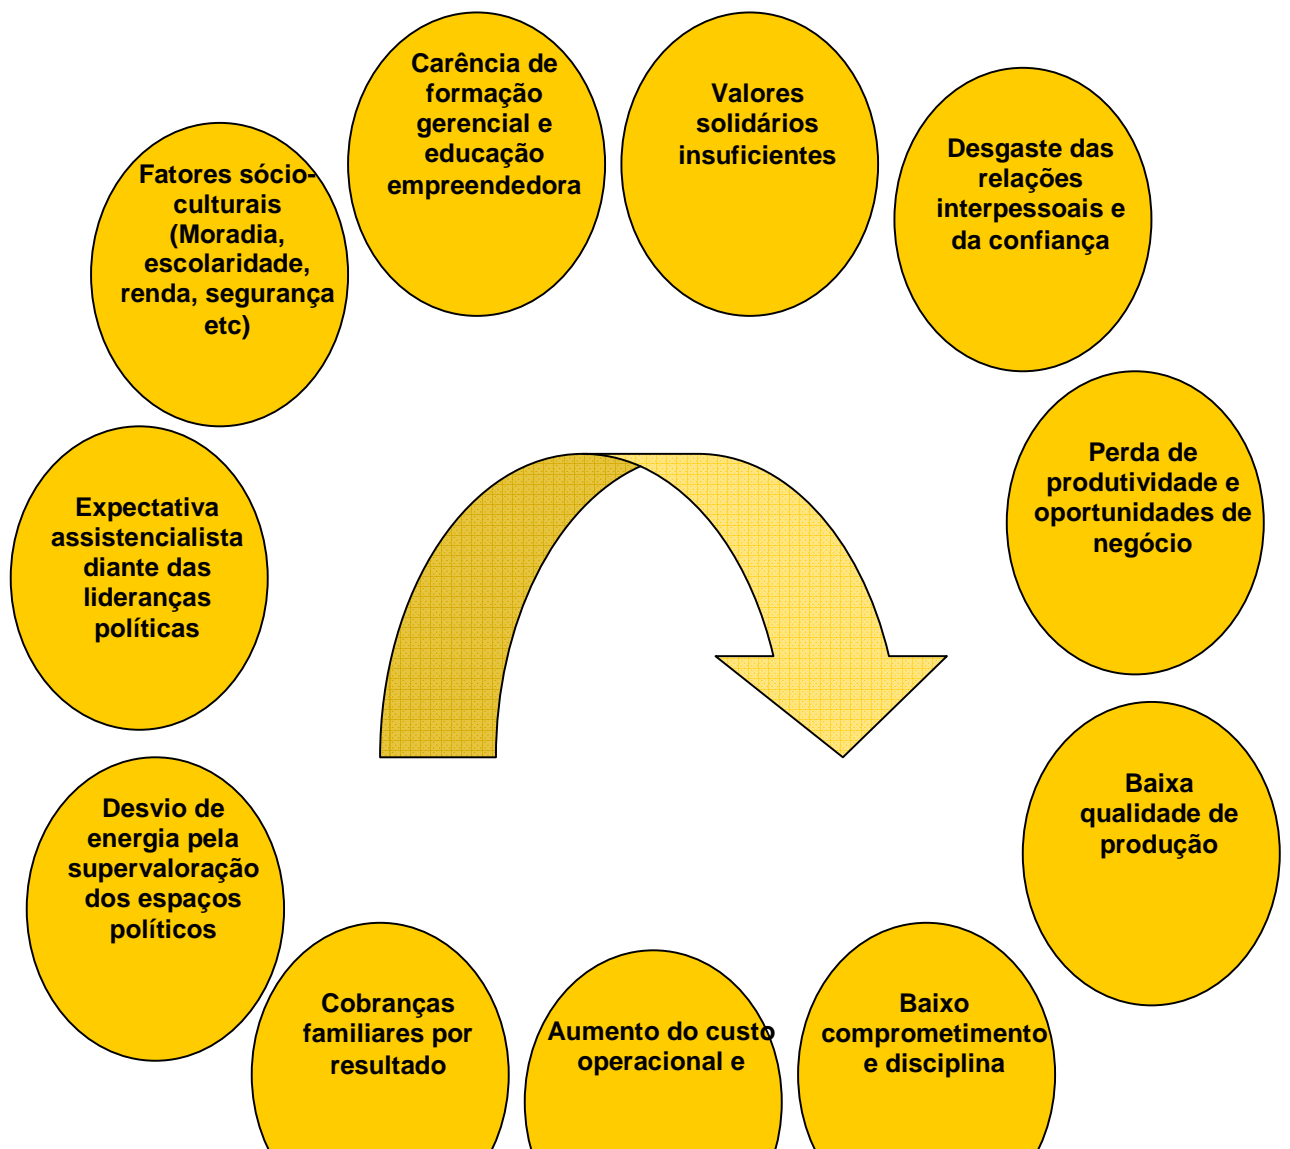 Carência de
formação
gerencial e
educação
empreendedora
Valores
solidários
insuficientes
Desgaste das
relações
interpessoais e
da confiança
Fatores sócio-
culturais
(Moradia,
escolaridade,
renda, segurança
etc)
Perda de
produtividade e
oportunidades de
negócio
Expectativa
assistencialista
diante das
lideranças
políticas
Baixa
qualidade de
produção
Desvio de
energia pela
supervaloração
dos espaços
políticos
Cobranças
familiares por
resultado
Aumento do custo
operacional e
Baixo
comprometimento
e disciplina